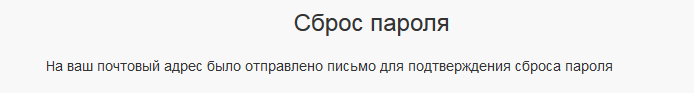 Сброс пароля
На ваш почтовый адрес было отправлено письмо для подтверждения сброса пароля